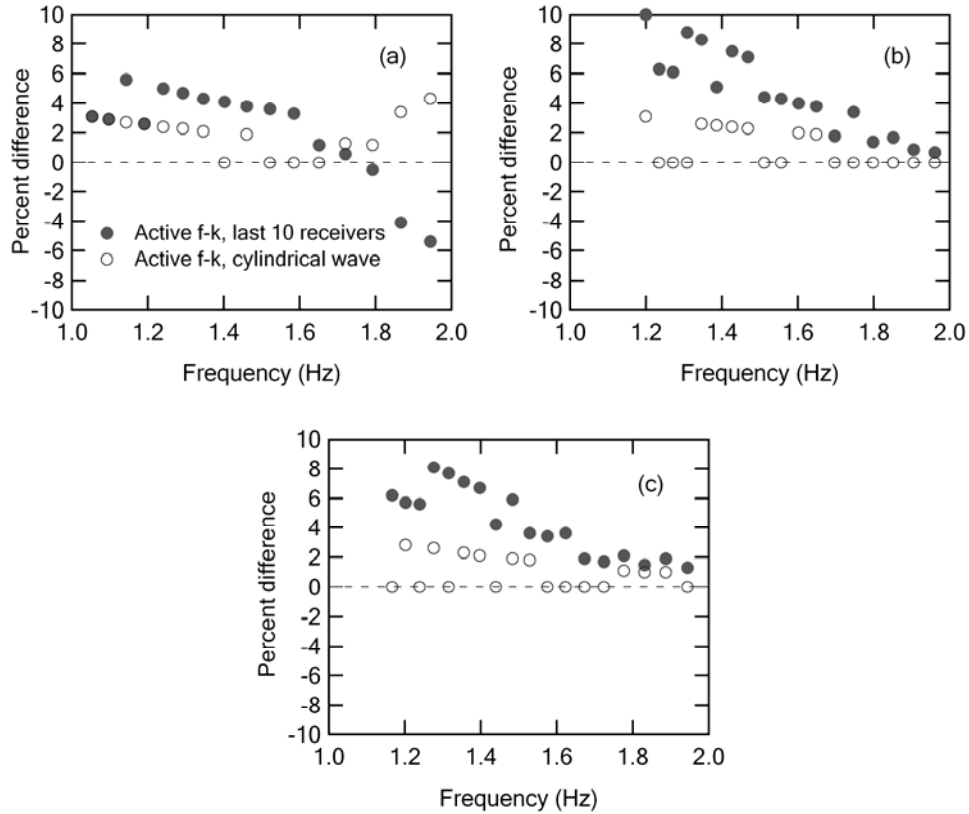 10
8
6
4
2
0
-2
-4
-6
-8
-10
Percent difference
(a)
Active f-k, last 10 receivers
Active f-k, cylindrical wave
1.0 1.2 1.4 1.6 1.8 2.0
Frequency (Hz)
10
8
6
4
2
0
-2
-4
-6
-8
-10
Percent difference
(b)
1.0 1.2 1.4 1.6 1.8 2.0
Frequency (Hz)
10
8
6
4
2
0
-2
-4
-6
-8
-10
Percent difference
(c)
1.0 1.2 1.4 1.6 1.8 2.0
Frequency (Hz)